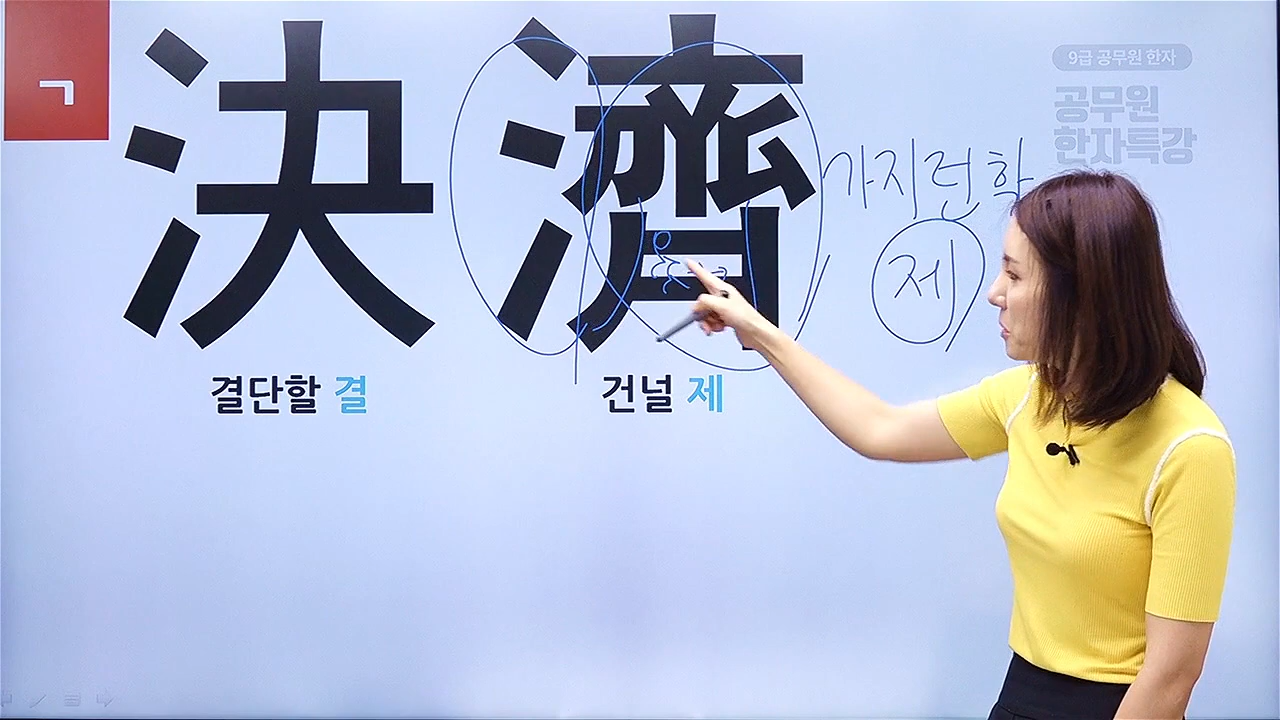 ㄱ
決濟
결단할 결
건널 제
9급 공무원 한자
공무원
한자특강
가지런할
제